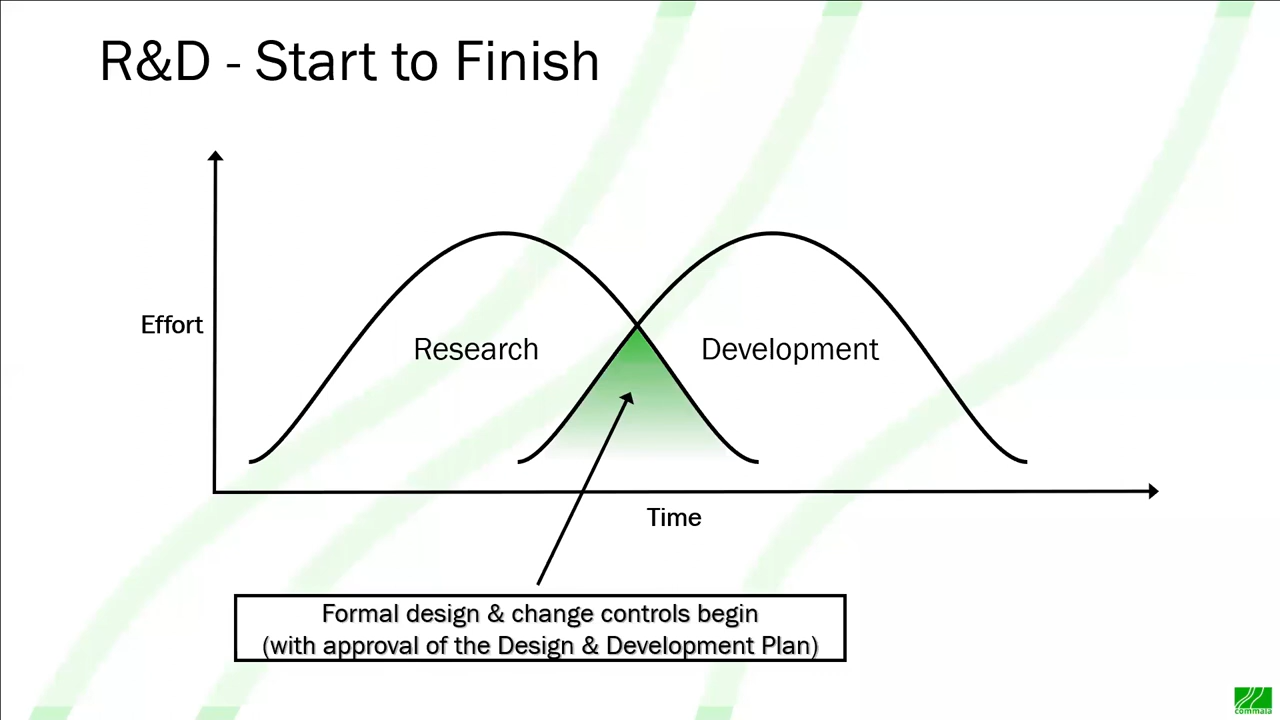 R&D - Start to Finish
Effort
Research
Development
Time
Formal design & change controls begin
(with approval of the Design & Development Plan)
commaia